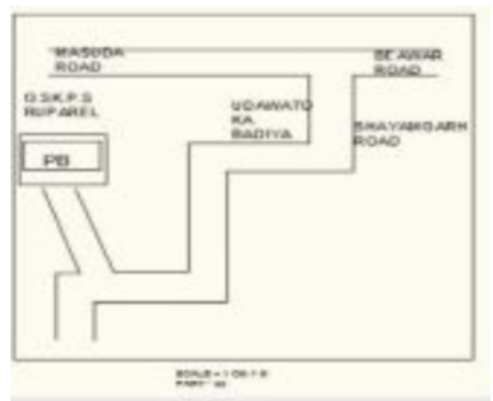 MASUDA
ROAD
BEAWAR
ROAD
G.S.K.P.S
RUPAREL
UDAWATO
KA
BADIYA
SHAYAMGARH
ROAD
PB